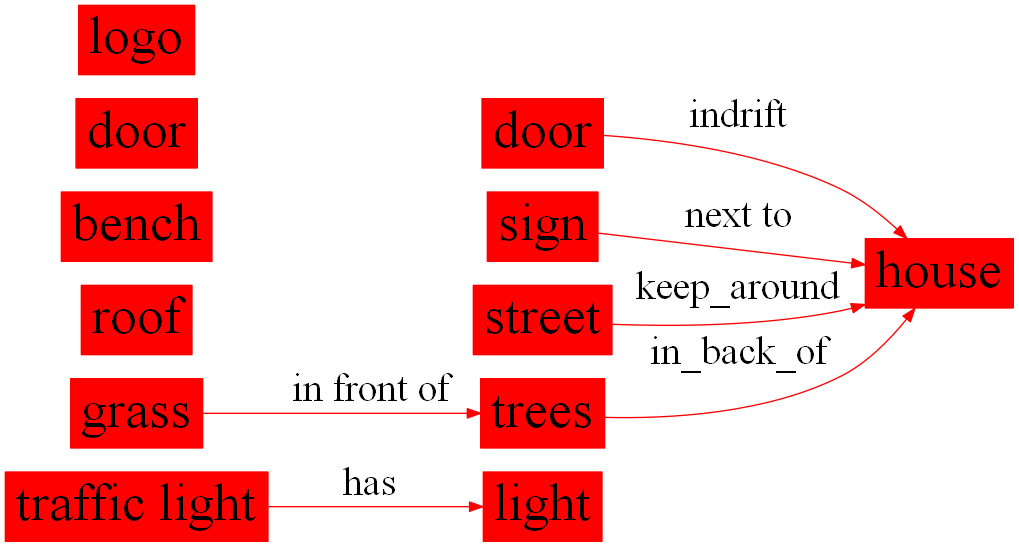 logo
door
door
indrift
bench
sign
next to
house
roof
street
keep_around
grass
in front of
trees
in_back_of
traffic light
has
light